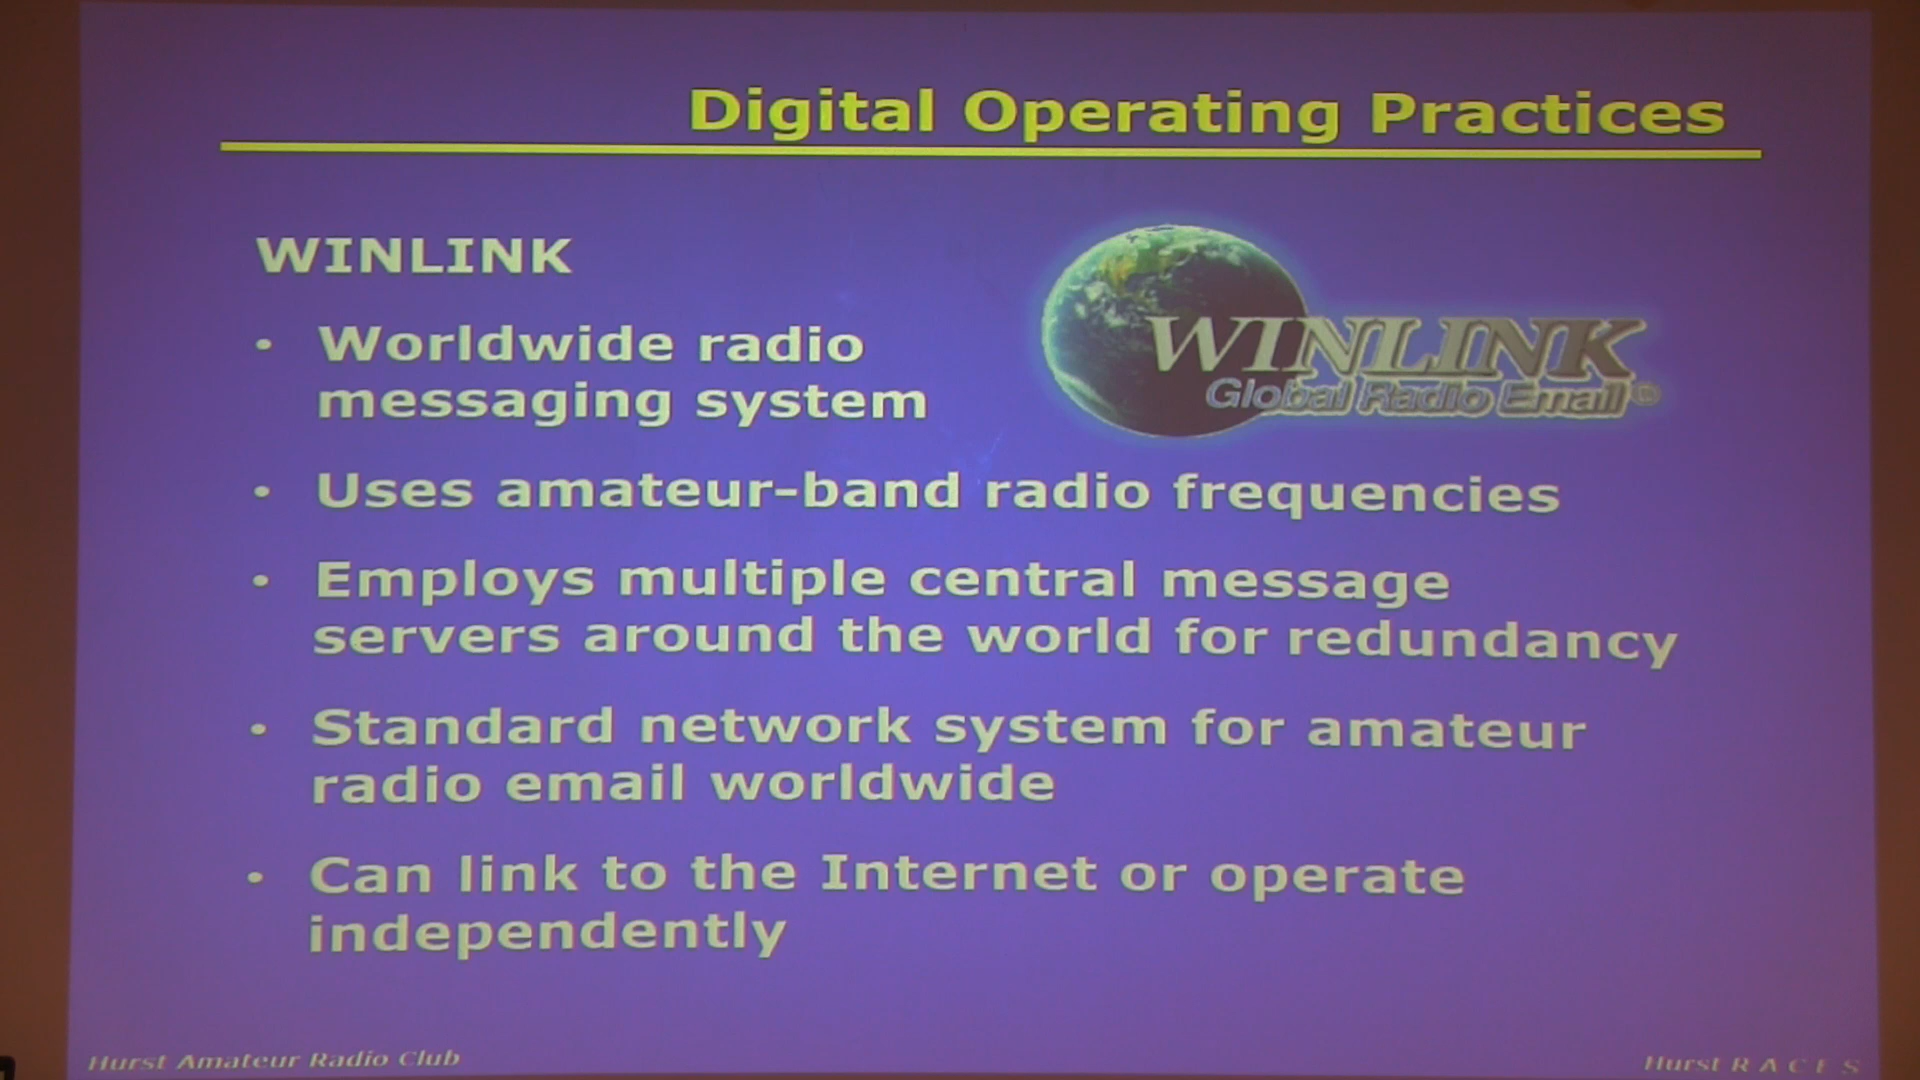 Digital Operating Practices
WINLINK
WINLINK
Global Radio Email ®
• Worldwide radio
messaging system
• Uses amateur-band radio frequencies
• Employs multiple central message
servers around the world for redundancy
• Standard network system for amateur
radio email worldwide
• Can link to the Internet or operate
independently
Hurst Amateur Radio Club
Hurst R A C E S